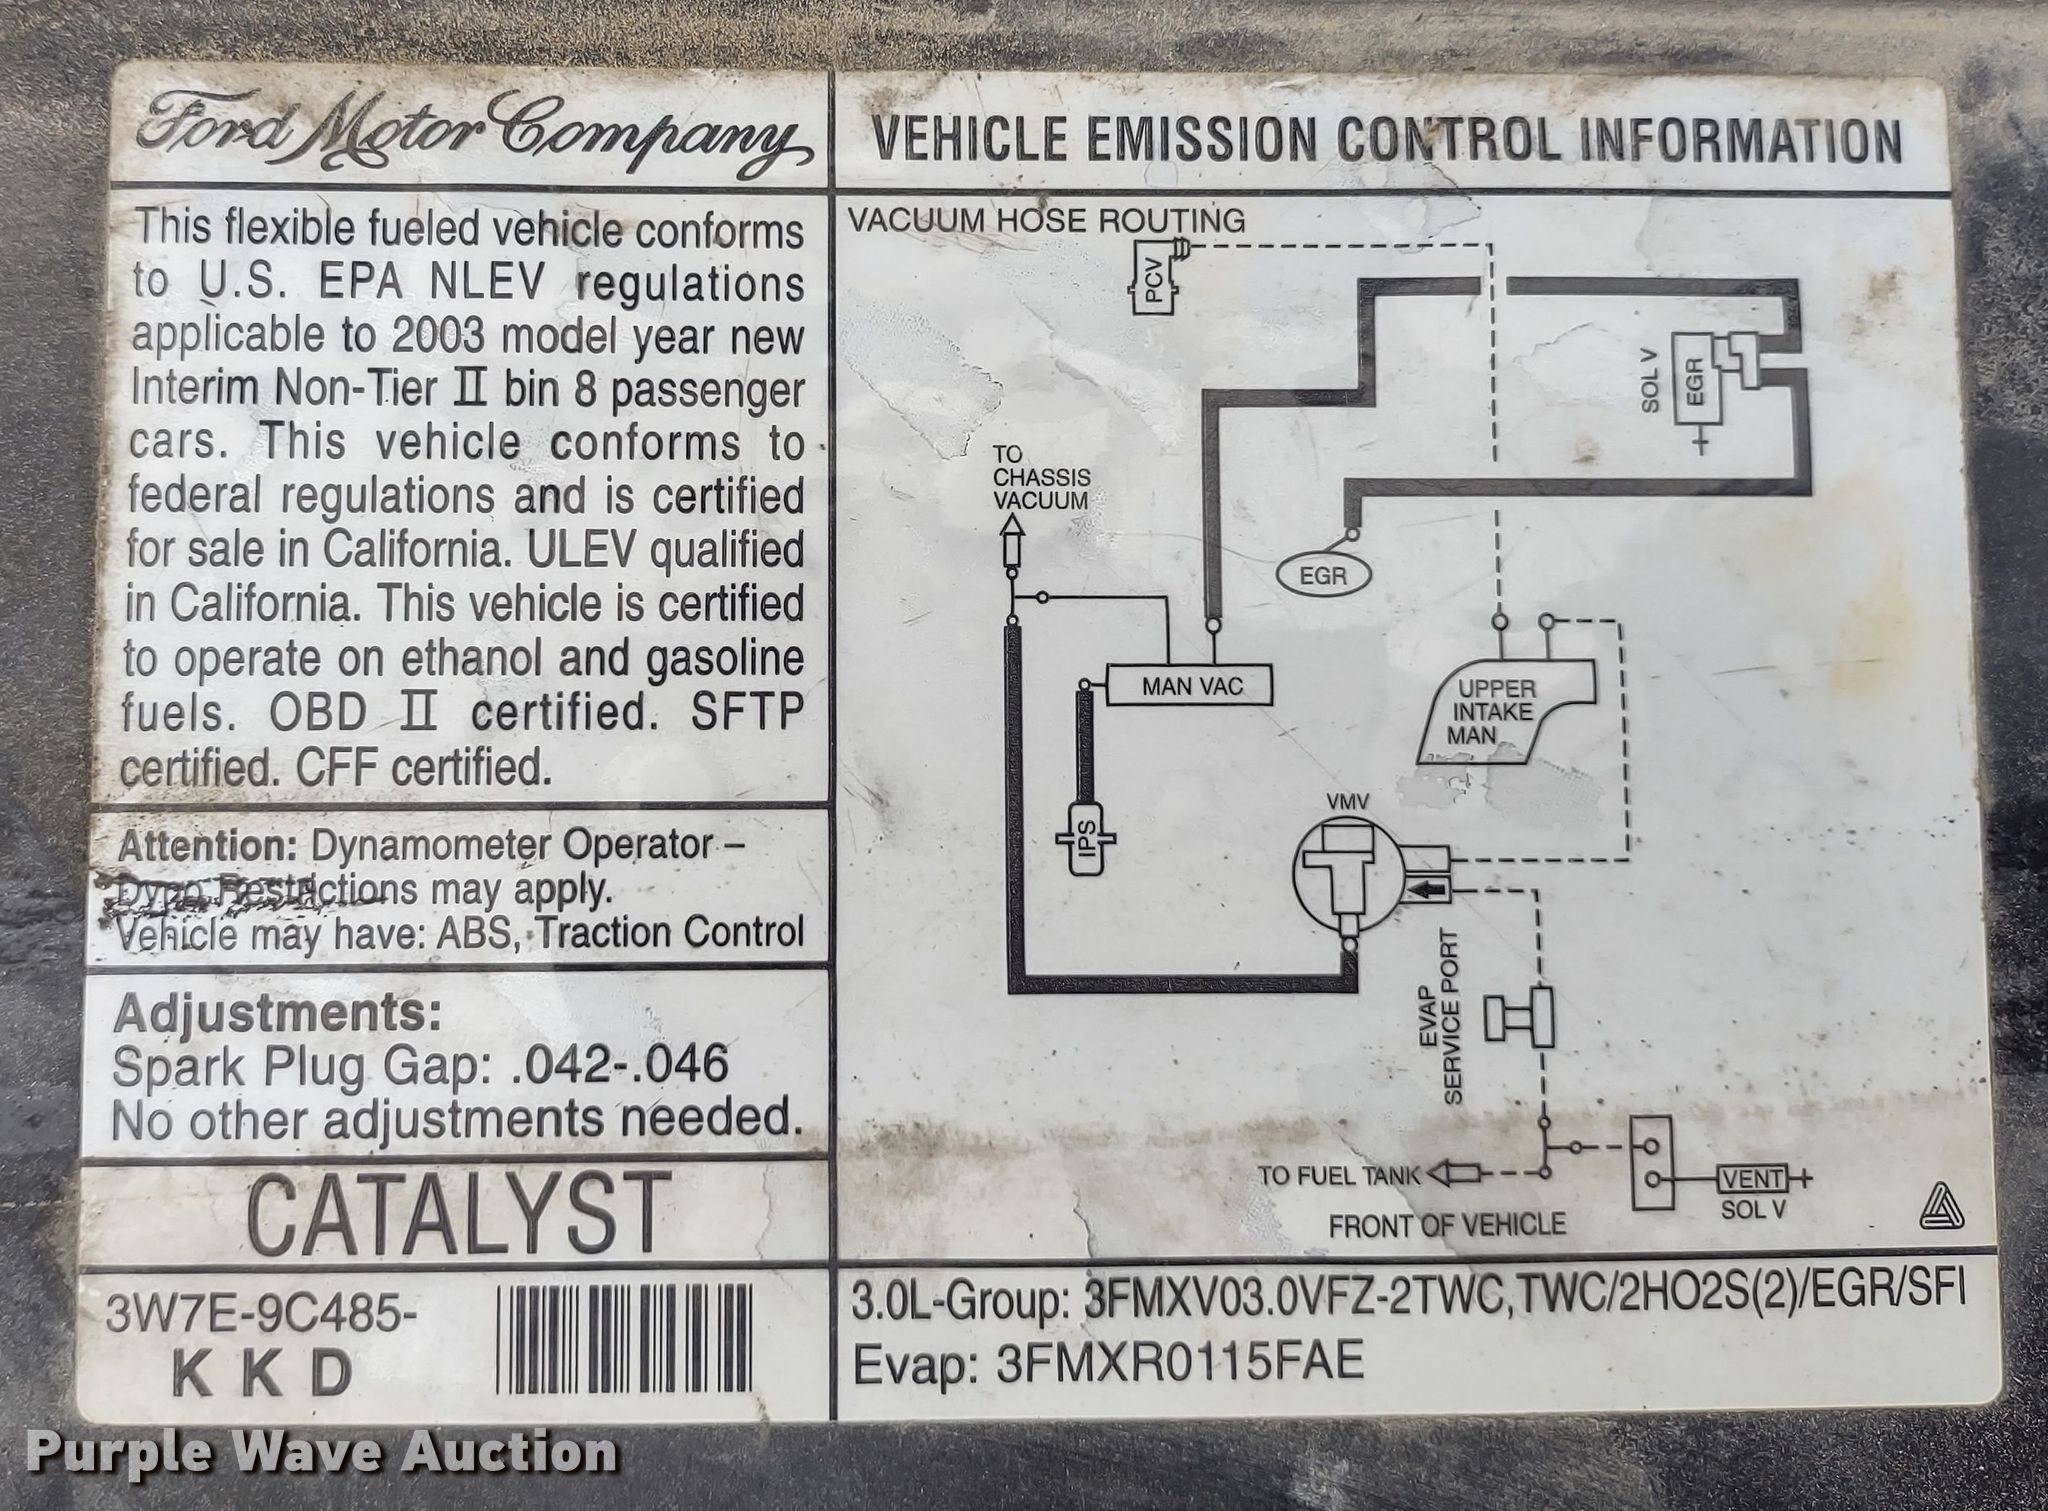 Ford Motor Company
VEHICLE EMISSION CONTROL INFORMATION
This flexible fueled vehicle conforms
to U.S. EPA NLEV regulations
applicable to 2003 model year new
Interim Non-Tier II bin 8 passenger
cars. This vehicle conforms to
federal regulations and is certified
for sale in California. ULEV qualified
in California. This vehicle is certified
to operate on ethanol and gasoline
fuels. OBD II certified. SFTP
certified. CFF certified.
Attention: Dynamometer Operator –
Dyno Restrictions may apply.
Vehicle may have: ABS, Traction Control
Adjustments:
Spark Plug Gap: .042-.046
No other adjustments needed.
CATALYST
3W7E-9C485-
K K D
VACUUM HOSE ROUTING
PCV
SOL V
EGR
TO
CHASSIS
VACUUM
EGR
MAN VAC
UPPER
INTAKE
MAN
IPS
VMV
EVAP
SERVICE PORT
TO FUEL TANK
VENT
SOL V
FRONT OF VEHICLE
3.0L-Group: 3FMXV03.0VFZ-2TWC,TWC/2HO2S(2)/EGR/SFI
Evap: 3FMXR0115FAE
Purple Wave Auction